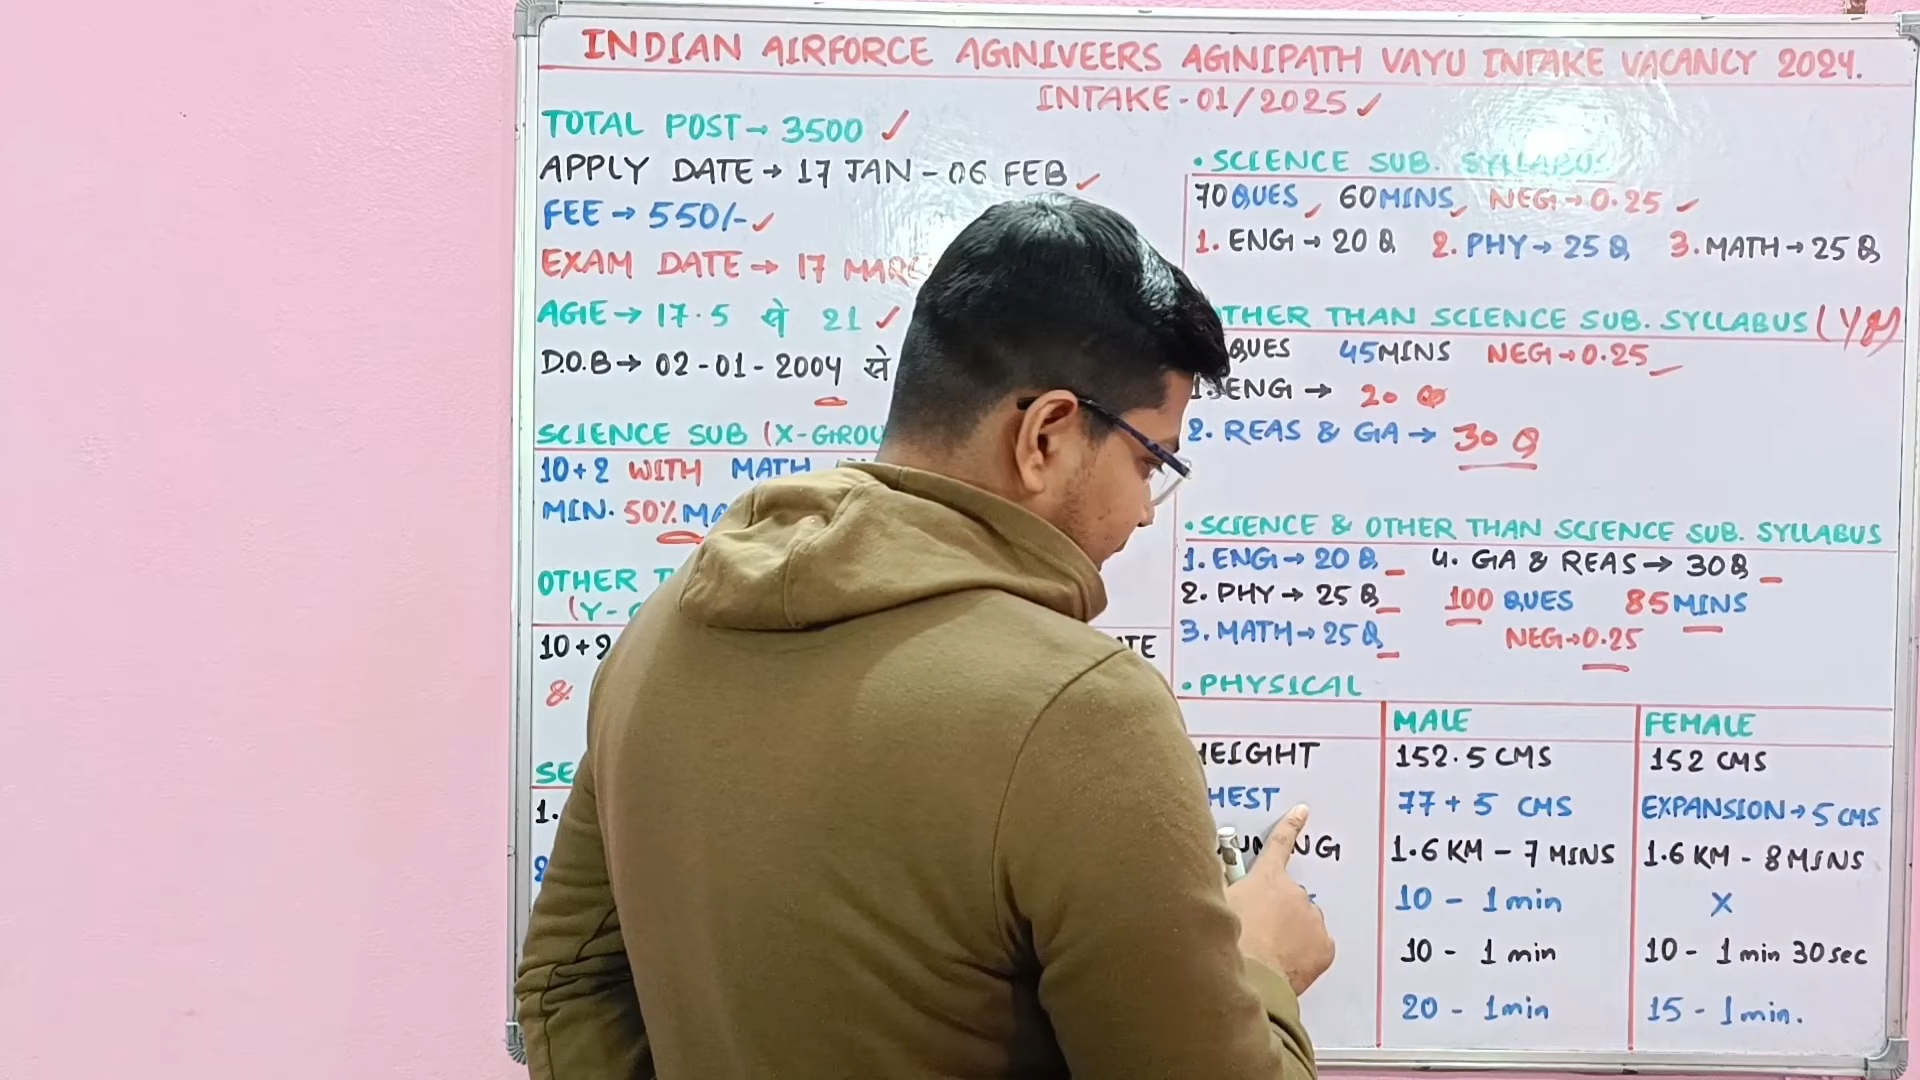 INDIAN AIRFORCE AGNIVEERS AGNIPATH VAYU INTAKE VACANCY 2024.
INTAKE - 01/2025
TOTAL POST → 3500
APPLY DATE → 17 JAN - 06 FEB
FEE → 550/-
EXAM DATE → 17
AGE → 17.5 से 21
D.O.B → 02-01-2004 से
SCIENCE SUB (X-GROU
10+2 WITH MATH
MIN. 50%
OTHER
(Y-
10+2
&
SE
1.
TE
• SCIENCE SUB. SYLLABUS
70 QUES 60 MINS NEG → 0.25
1. ENG → 20 Q 2. PHY → 25 Q 3. MATH → 25 Q
THER THAN SCIENCE SUB. SYLLABUS (Y
QUES 45 MINS NEG → 0.25
1. ENG → 20 Q
2. REAS & GA → 30 Q
• SCIENCE & OTHER THAN SCIENCE SUB. SYLLABUS
1. ENG → 20 Q 4. GA & REAS → 30 Q
2. PHY → 25 Q 100 QUES 85 MINS
3. MATH → 25 Q NEG → 0.25
• PHYSICAL
MALE FEMALE
HEIGHT 152.5 CMS 152 CMS
HEST 77 + 5 CMS EXPANSION → 5 CMS
NG 1.6 KM - 7 MINS 1.6 KM - 8 MINS
10 - 1 min X
10 - 1 min 10 - 1 min 30 sec
20 - 1 min 15 - 1 min.